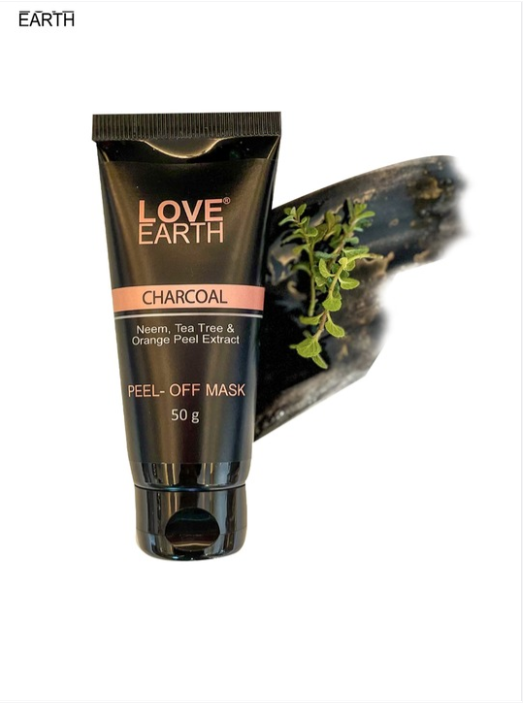 EARTH
LOVE®
EARTH
CHARCOAL
Neem, Tea Tree &
Orange Peel Extract
PEEL- OFF MASK
50 g